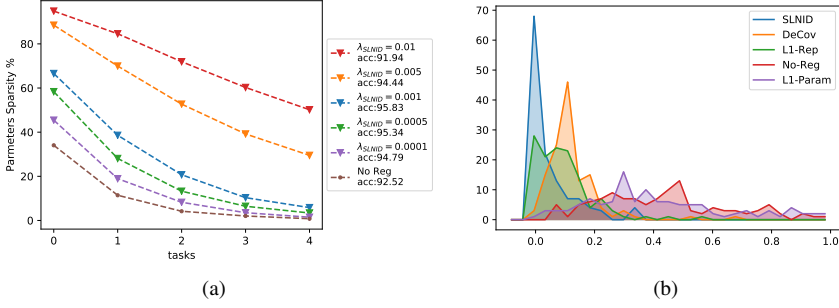 Parmeters Sparsity %
80
60
40
20
0
0 1 2 3 4
tasks
λSLNID = 0.01
acc:91.94
λSLNID = 0.005
acc:94.44
λSLNID = 0.001
acc:95.83
λSLNID = 0.0005
acc:95.34
λSLNID = 0.0001
acc:94.79
No Reg
acc:92.52
(a)
70
60
50
40
30
20
10
0
0.0 0.2 0.4 0.6 0.8 1.0
SLNID
DeCov
L1-Rep
No-Reg
L1-Param
(b)